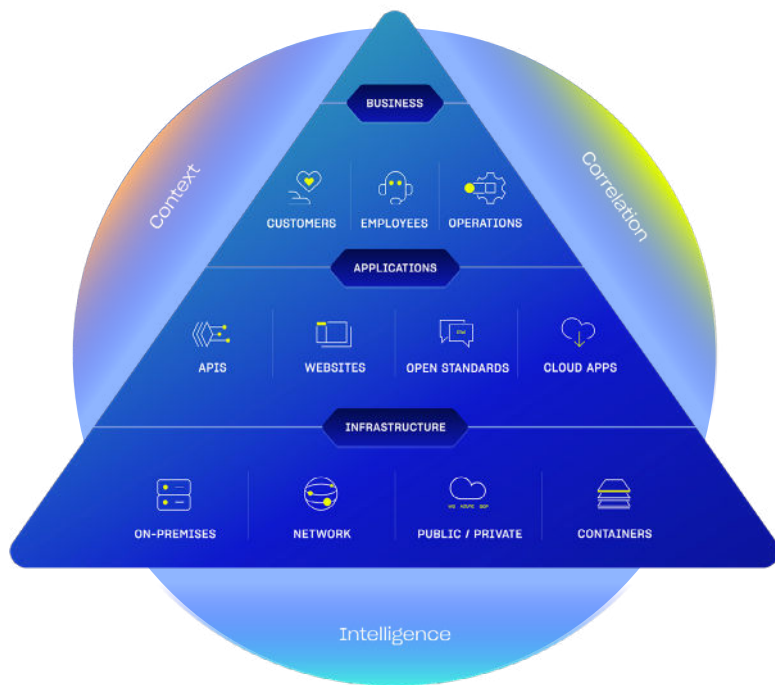 BUSINESS
Context
Correlation
CUSTOMERS
EMPLOYEES
OPERATIONS
APPLICATIONS
APIS
WEBSITES
OPEN STANDARDS
CLOUD APPS
INFRASTRUCTURE
ON-PREMISES
NETWORK
PUBLIC / PRIVATE
CONTAINERS
Intelligence